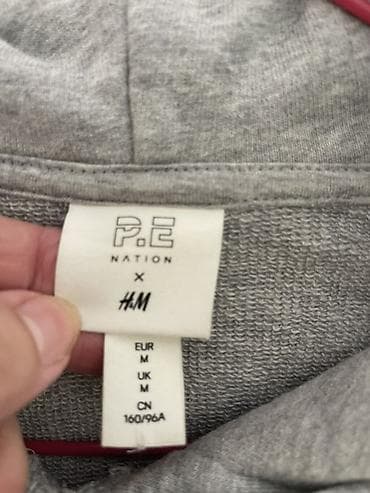 P.E
NATION
×
H&M
EUR
M
UK
M
CN
160/96A